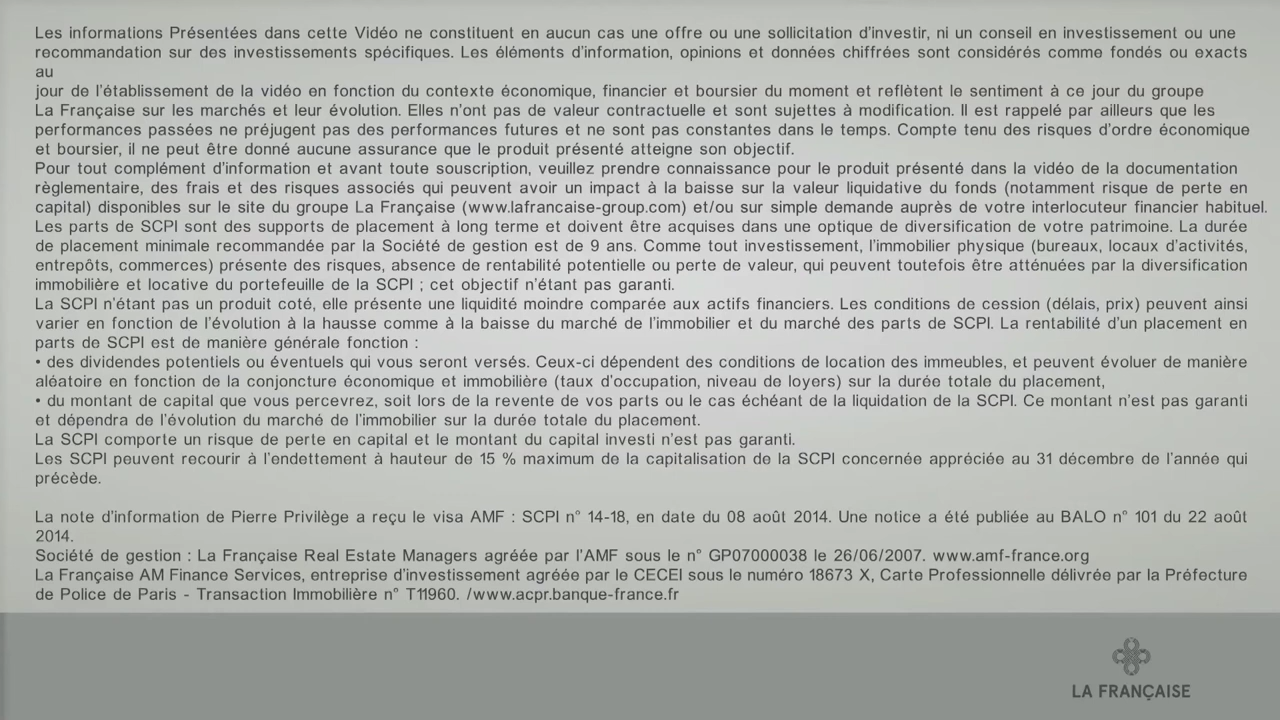 Les informations Présentées dans cette Vidéo ne constituent en aucun cas une offre ou une sollicitation d'investir, ni un conseil en investissement ou une
recommandation sur des investissements spécifiques. Les éléments d'information, opinions et données chiffrées sont considérés comme fondés ou exacts
au
jour de l'établissement de la vidéo en fonction du contexte économique, financier et boursier du moment et reflètent le sentiment à ce jour du groupe
La Française sur les marchés et leur évolution. Elles n'ont pas de valeur contractuelle et sont sujettes à modification. Il est rappelé par ailleurs que les
performances passées ne préjugent pas des performances futures et ne sont pas constantes dans le temps. Compte tenu des risques d'ordre économique
et boursier, il ne peut être donné aucune assurance que le produit présenté atteigne son objectif.
Pour tout complément d'information et avant toute souscription, veuillez prendre connaissance pour le produit présenté dans la vidéo de la documentation
règlementaire, des frais et des risques associés qui peuvent avoir un impact à la baisse sur la valeur liquidative du fonds (notamment risque de perte en
capital) disponibles sur le site du groupe La Française (www.lafrancaise-group.com) et/ou sur simple demande auprès de votre interlocuteur financier habituel.
Les parts de SCPI sont des supports de placement à long terme et doivent être acquises dans une optique de diversification de votre patrimoine. La durée
de placement minimale recommandée par la Société de gestion est de 9 ans. Comme tout investissement, l'immobilier physique (bureaux, locaux d'activités,
entrepôts, commerces) présente des risques, absence de rentabilité potentielle ou perte de valeur, qui peuvent toutefois être atténuées par la diversification
immobilière et locative du portefeuille de la SCPI ; cet objectif n'étant pas garanti.
La SCPI n'étant pas un produit coté, elle présente une liquidité moindre comparée aux actifs financiers. Les conditions de cession (délais, prix) peuvent ainsi
varier en fonction de l'évolution à la hausse comme à la baisse du marché de l'immobilier et du marché des parts de SCPI. La rentabilité d'un placement en
parts de SCPI est de manière générale fonction :
• des dividendes potentiels ou éventuels qui vous seront versés. Ceux-ci dépendent des conditions de location des immeubles, et peuvent évoluer de manière
aléatoire en fonction de la conjoncture économique et immobilière (taux d'occupation, niveau de loyers) sur la durée totale du placement,
• du montant de capital que vous percevrez, soit lors de la revente de vos parts ou le cas échéant de la liquidation de la SCPI. Ce montant n'est pas garanti
et dépendra de l'évolution du marché de l'immobilier sur la durée totale du placement.
La SCPI comporte un risque de perte en capital et le montant du capital investi n'est pas garanti.
Les SCPI peuvent recourir à l'endettement à hauteur de 15 % maximum de la capitalisation de la SCPI concernée appréciée au 31 décembre de l'année qui
précède.
La note d'information de Pierre Privilège a reçu le visa AMF : SCPI n° 14-18, en date du 08 août 2014. Une notice a été publiée au BALO n° 101 du 22 août
2014.
Société de gestion : La Française Real Estate Managers agréée par l'AMF sous le n° GP07000038 le 26/06/2007. www.amf-france.org
La Française AM Finance Services, entreprise d'investissement agréée par le CECEI sous le numéro 18673 X, Carte Professionnelle délivrée par la Préfecture
de Police de Paris - Transaction Immobilière n° T11960. /www.acpr.banque-france.fr
LA FRANÇAISE